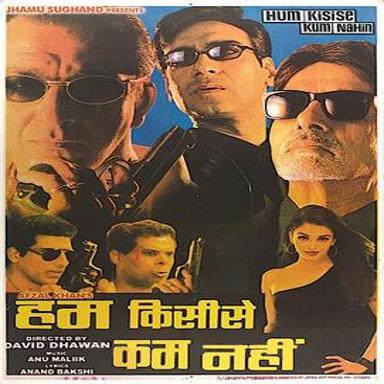 JHAMU SUGHAND PRESENTS
HUM KISISE
KUM NAHIN
AFZAL KHAN'S
हम किसीसे
कम नहीं
DIRECTED BY
DAVID DHAWAN
MUSIC
ANU MALIIK
LYRICS
ANAND BAKSHI